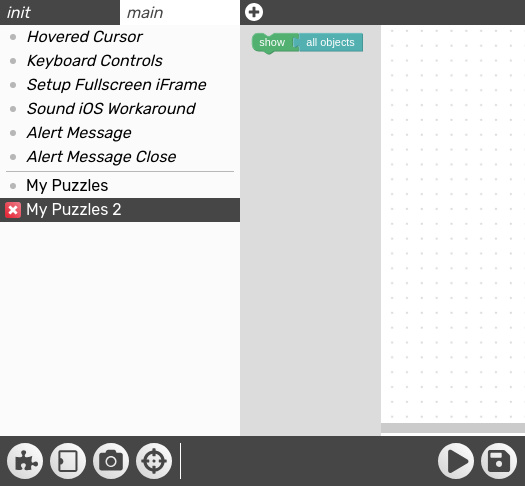 init
main
Hovered Cursor
Keyboard Controls
Setup Fullscreen iFrame
Sound iOS Workaround
Alert Message
Alert Message Close
My Puzzles
My Puzzles 2
show all objects